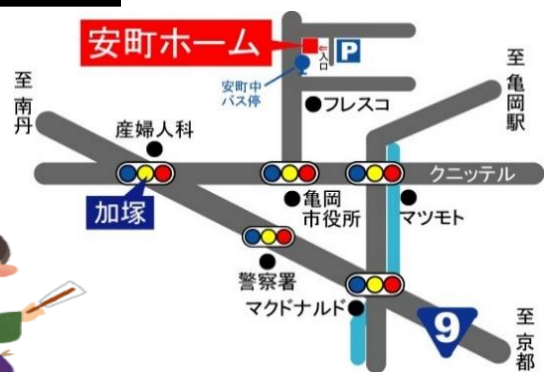 安町ホーム
入口
P
安町中
バス停
至
亀岡駅
至
南丹
フレスコ
産婦人科
クニッテル
加塚
亀岡
市役所
マツモト
警察署
マクドナルド
9
至
京都